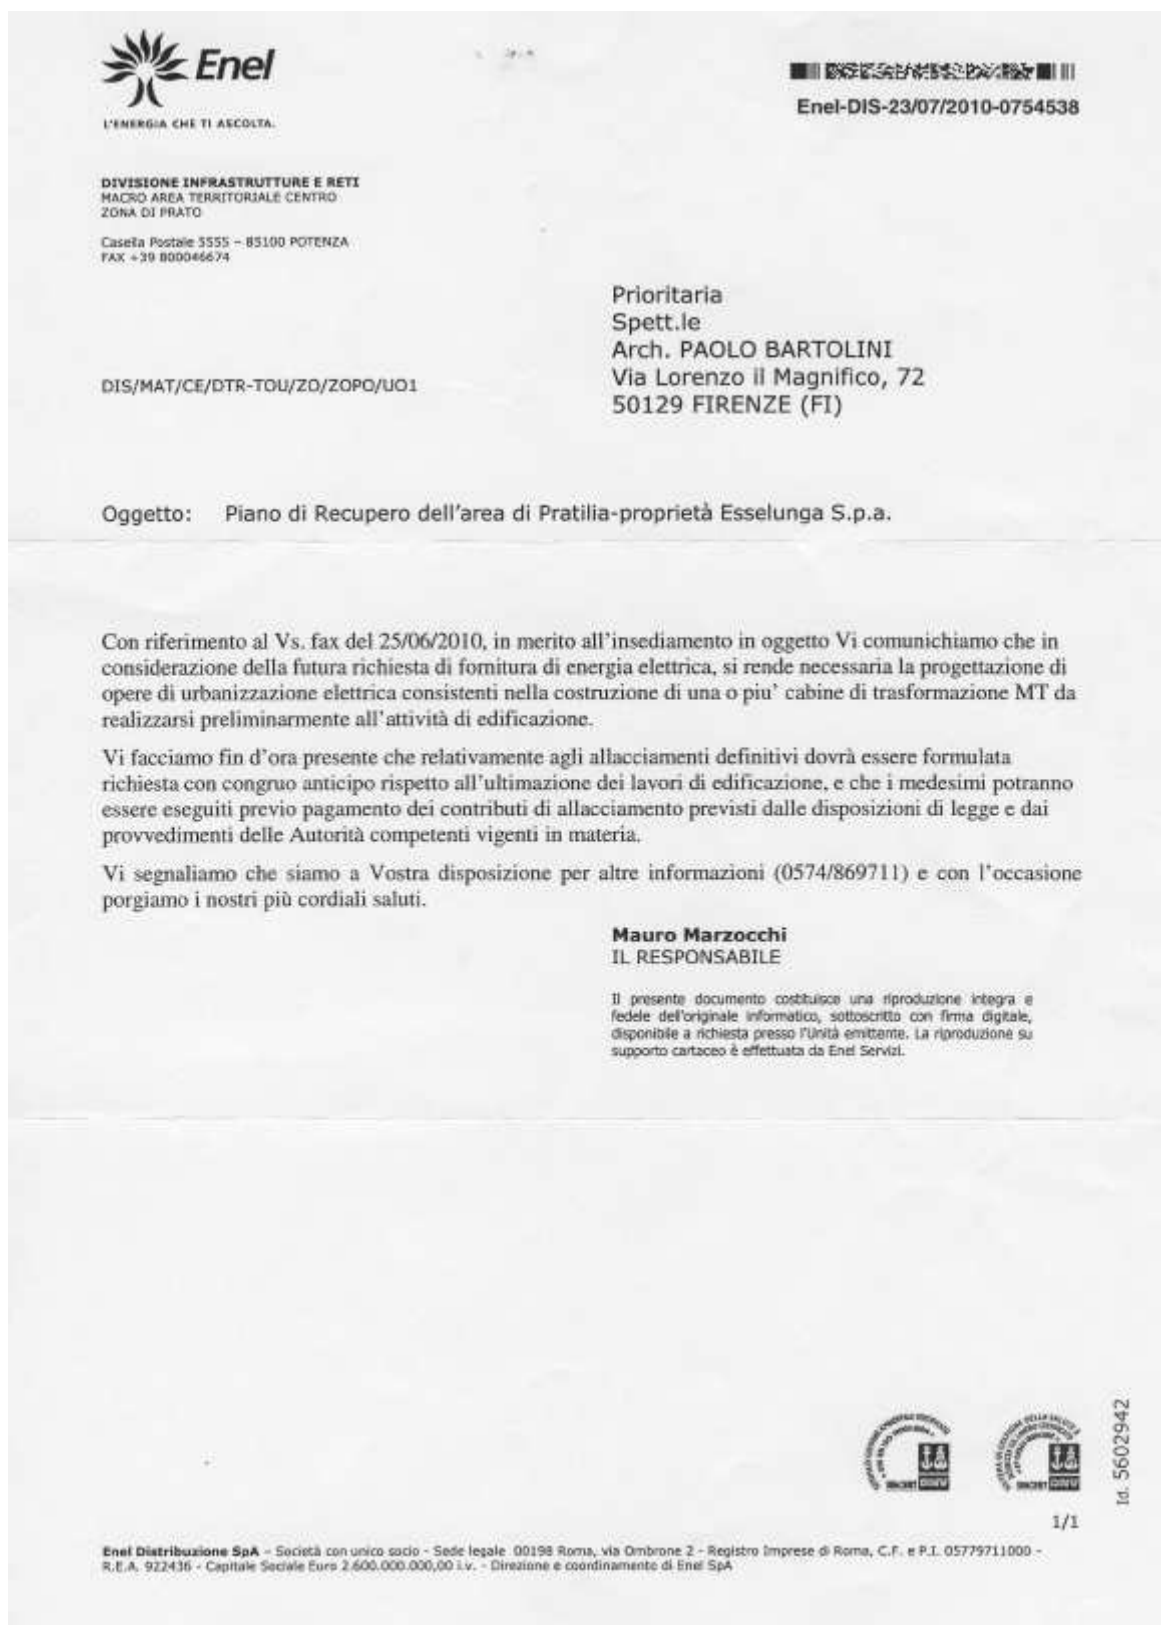 Enel
L'ENERGIA CHE TI ASCOLTA.
Enel-DIS-23/07/2010-0754538
DIVISIONE INFRASTRUTTURE E RETI
MACRO AREA TERRITORIALE CENTRO
ZONA DI PRATO
Casella Postale 5555 – 85100 POTENZA
FAX +39 800046674
Prioritaria
Spett.le
Arch. PAOLO BARTOLINI
Via Lorenzo il Magnifico, 72
50129 FIRENZE (FI)
DIS/MAT/CE/DTR-TOU/ZO/ZOPO/UO1
Oggetto: Piano di Recupero dell'area di Pratilia-proprietà Esselunga S.p.a.
Con riferimento al Vs. fax del 25/06/2010, in merito all'insediamento in oggetto Vi comunichiamo che in
considerazione della futura richiesta di fornitura di energia elettrica, si rende necessaria la progettazione di
opere di urbanizzazione elettrica consistenti nella costruzione di una o piu' cabine di trasformazione MT da
realizzarsi preliminarmente all'attività di edificazione.
Vi facciamo fin d'ora presente che relativamente agli allacciamenti definitivi dovrà essere formulata
richiesta con congruo anticipo rispetto all'ultimazione dei lavori di edificazione, e che i medesimi potranno
essere eseguiti previo pagamento dei contributi di allacciamento previsti dalle disposizioni di legge e dai
provvedimenti delle Autorità competenti vigenti in materia.
Vi segnaliamo che siamo a Vostra disposizione per altre informazioni (0574/869711) e con l'occasione
porgiamo i nostri più cordiali saluti.
Mauro Marzocchi
IL RESPONSABILE
Il presente documento costituisce una riproduzione integra e
fedele dell'originale informatico, sottoscritto con firma digitale,
disponibile a richiesta presso l'Unità emittente. La riproduzione su
supporto cartaceo è effettuata da Enel Servizi.
Id. 5602942
1/1
Enel Distribuzione SpA – Società con unico socio - Sede legale 00198 Roma, via Ombrone 2 - Registro Imprese di Roma, C.F. e P.I. 05779711000 -
R.E.A. 922436 - Capitale Sociale Euro 2.600.000.000,00 i.v. - Direzione e coordinamento di Enel SpA